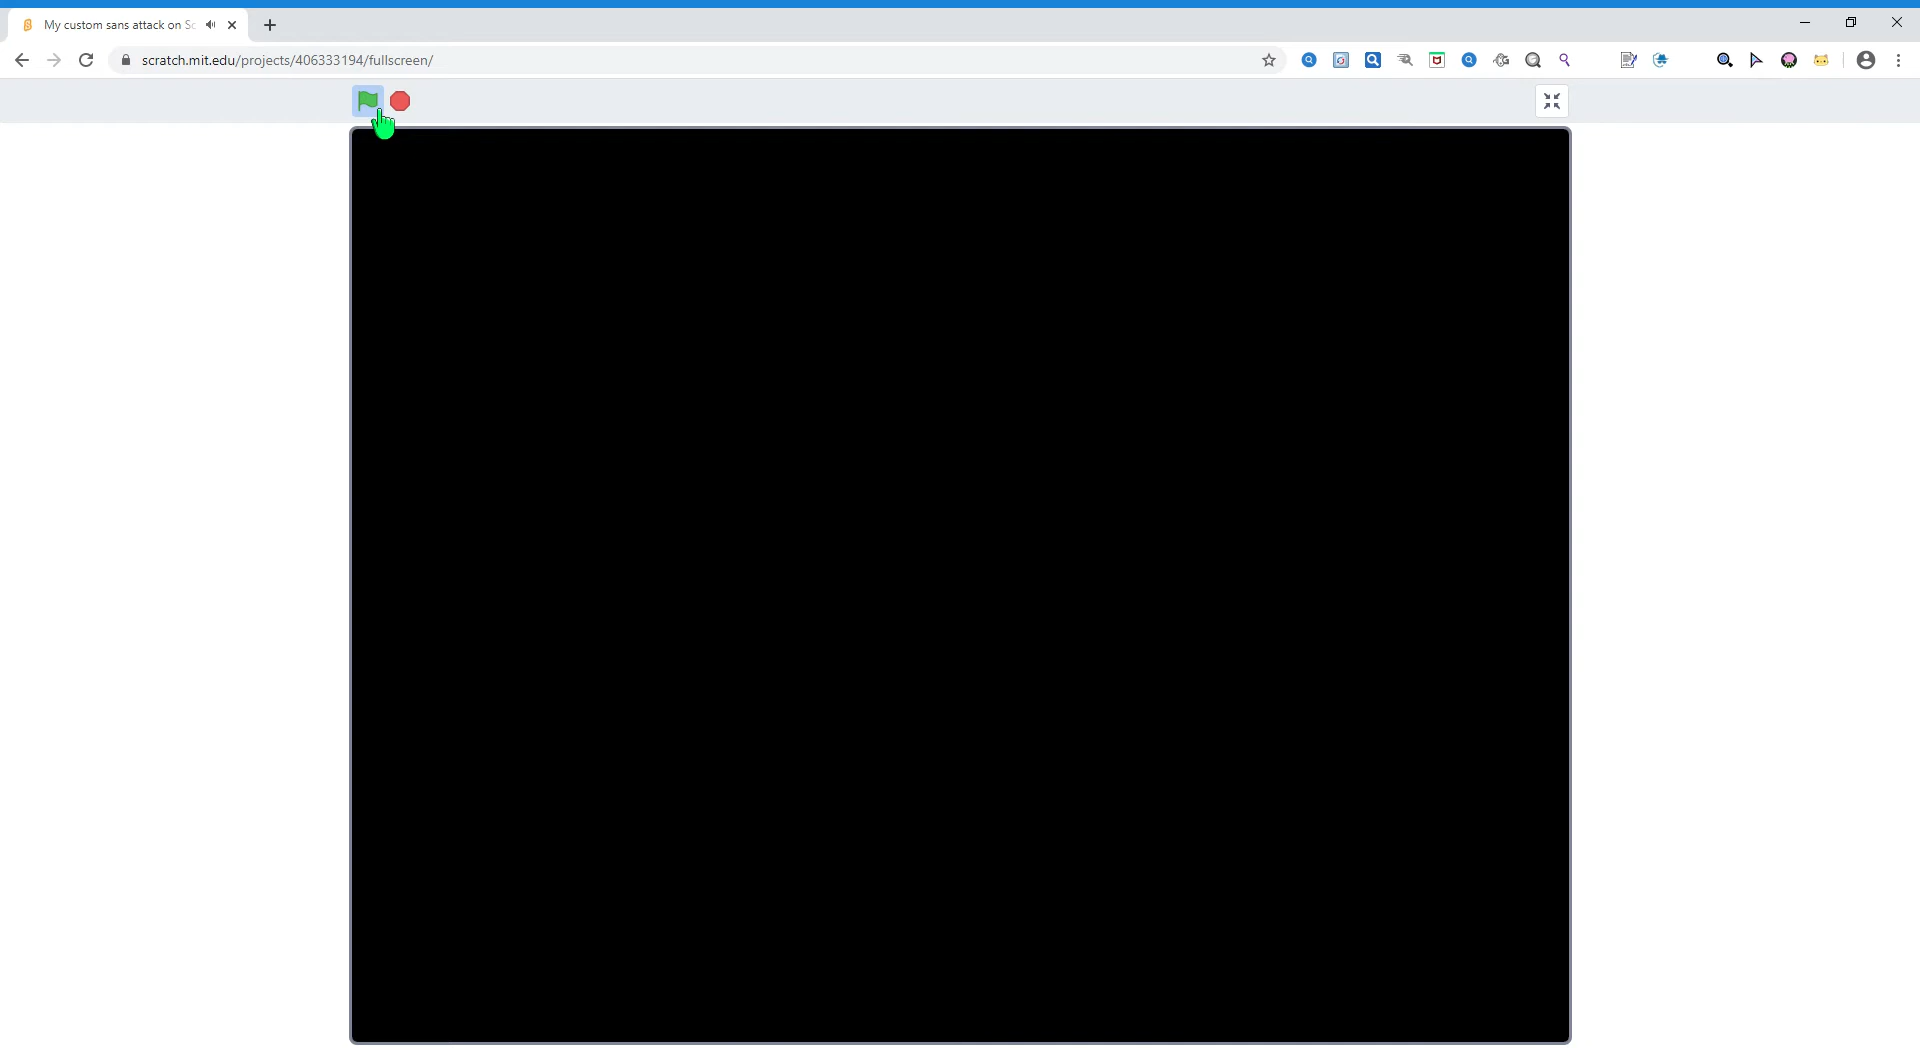 My custom sans attack on Sc
scratch.mit.edu/projects/406333194/fullscreen/